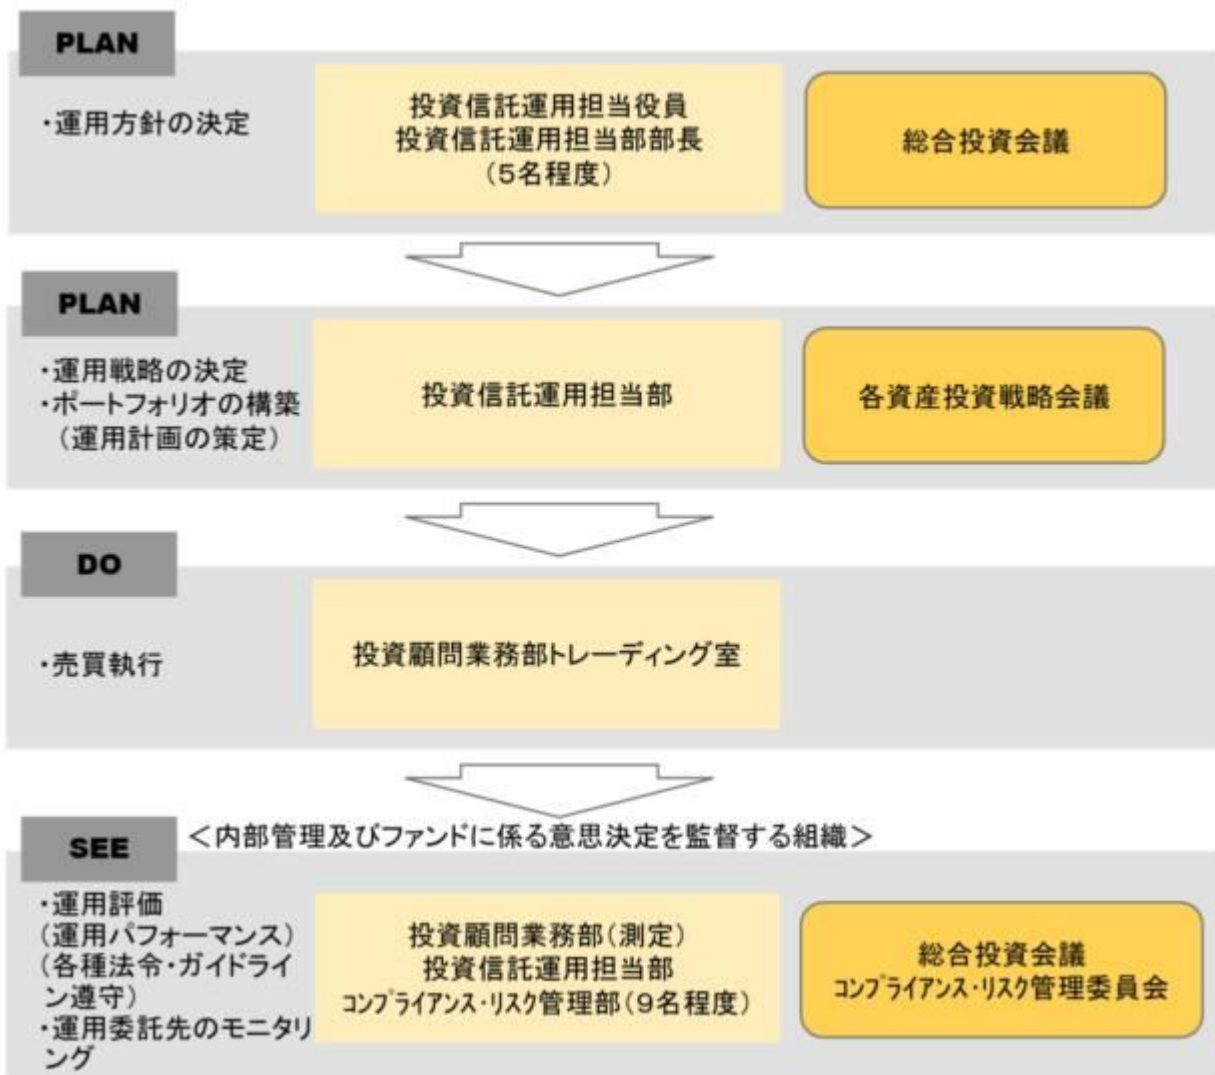 PLAN
・運用方針の決定
投資信託運用担当役員
投資信託運用担当部部長
(5名程度)
総合投資会議
PLAN
・運用戦略の決定
・ポートフォリオの構築
(運用計画の策定)
投資信託運用担当部
各資産投資戦略会議
DO
・売買執行
投資顧問業務部トレーディング室
SEE
＜内部管理及びファンドに係る意思決定を監督する組織＞
・運用評価
(運用パフォーマンス)
(各種法令・ガイドライ
ン遵守)
・運用委託先のモニタリ
ング
投資顧問業務部(測定)
投資信託運用担当部
ｺﾝﾌﾟﾗｲｱﾝｽ･ﾘｽｸ管理部(9名程度)
総合投資会議
ｺﾝﾌﾟﾗｲｱﾝｽ･ﾘｽｸ管理委員会